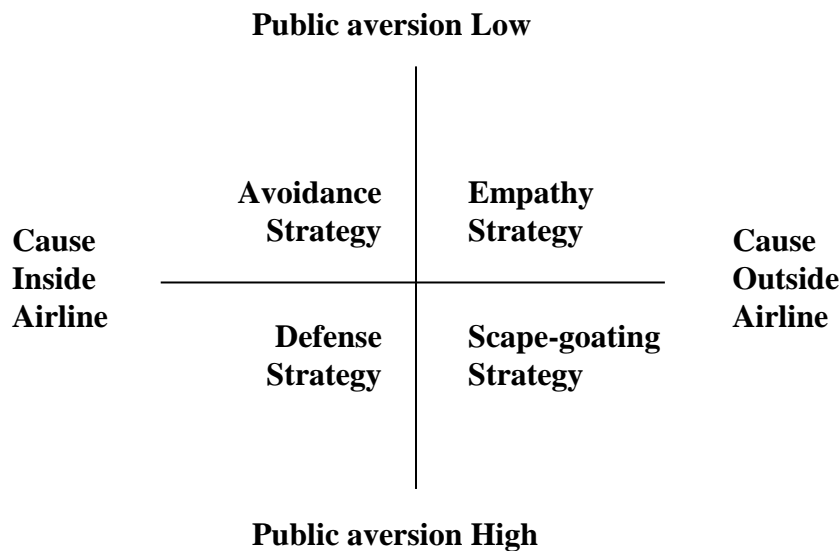 Public aversion Low
Avoidance
Strategy
Empathy
Strategy
Cause
Inside
Airline
Cause
Outside
Airline
Defense
Strategy
Scape-goating
Strategy
Public aversion High